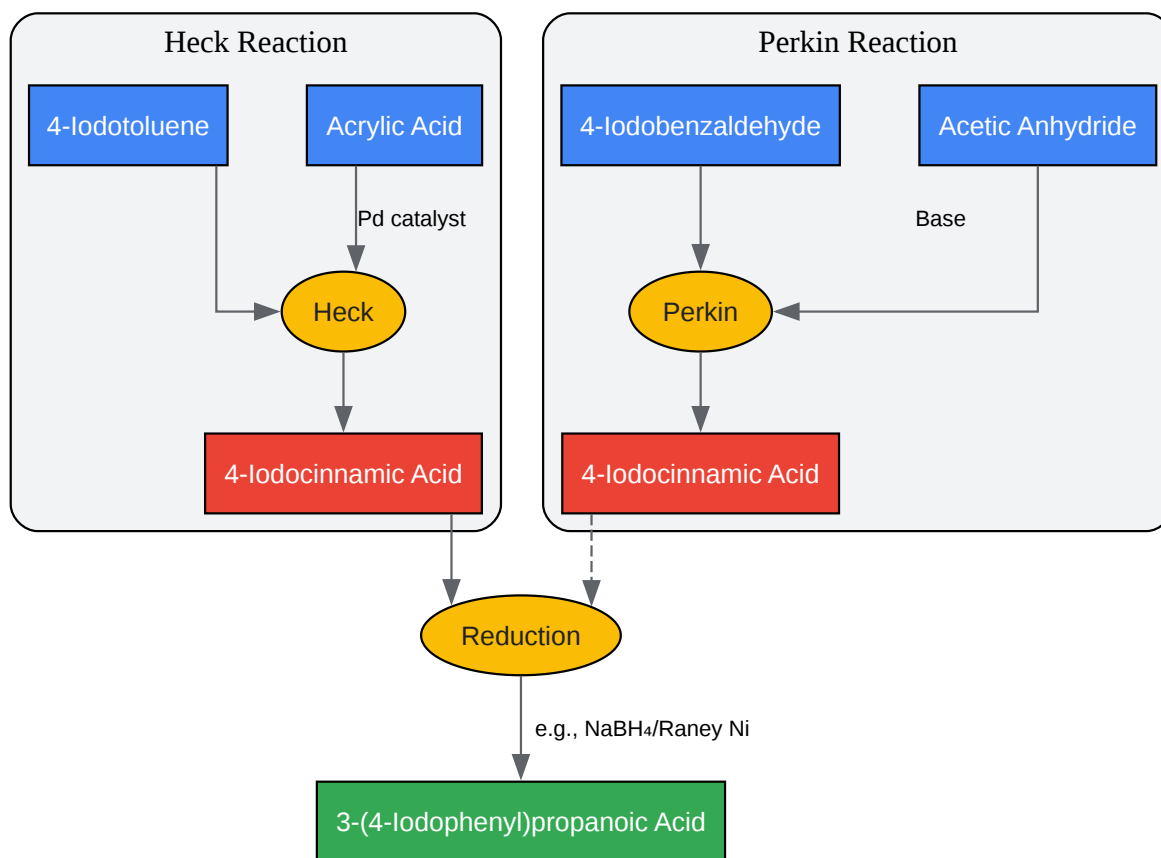 Heck Reaction
Perkin Reaction
4-Iodotoluene
Acrylic Acid
4-Iodobenzaldehyde
Acetic Anhydride
Pd catalyst
Base
Heck
Perkin
4-Iodocinnamic Acid
4-Iodocinnamic Acid
Reduction
e.g., NaBH₄/Raney Ni
3-(4-Iodophenyl)propanoic Acid